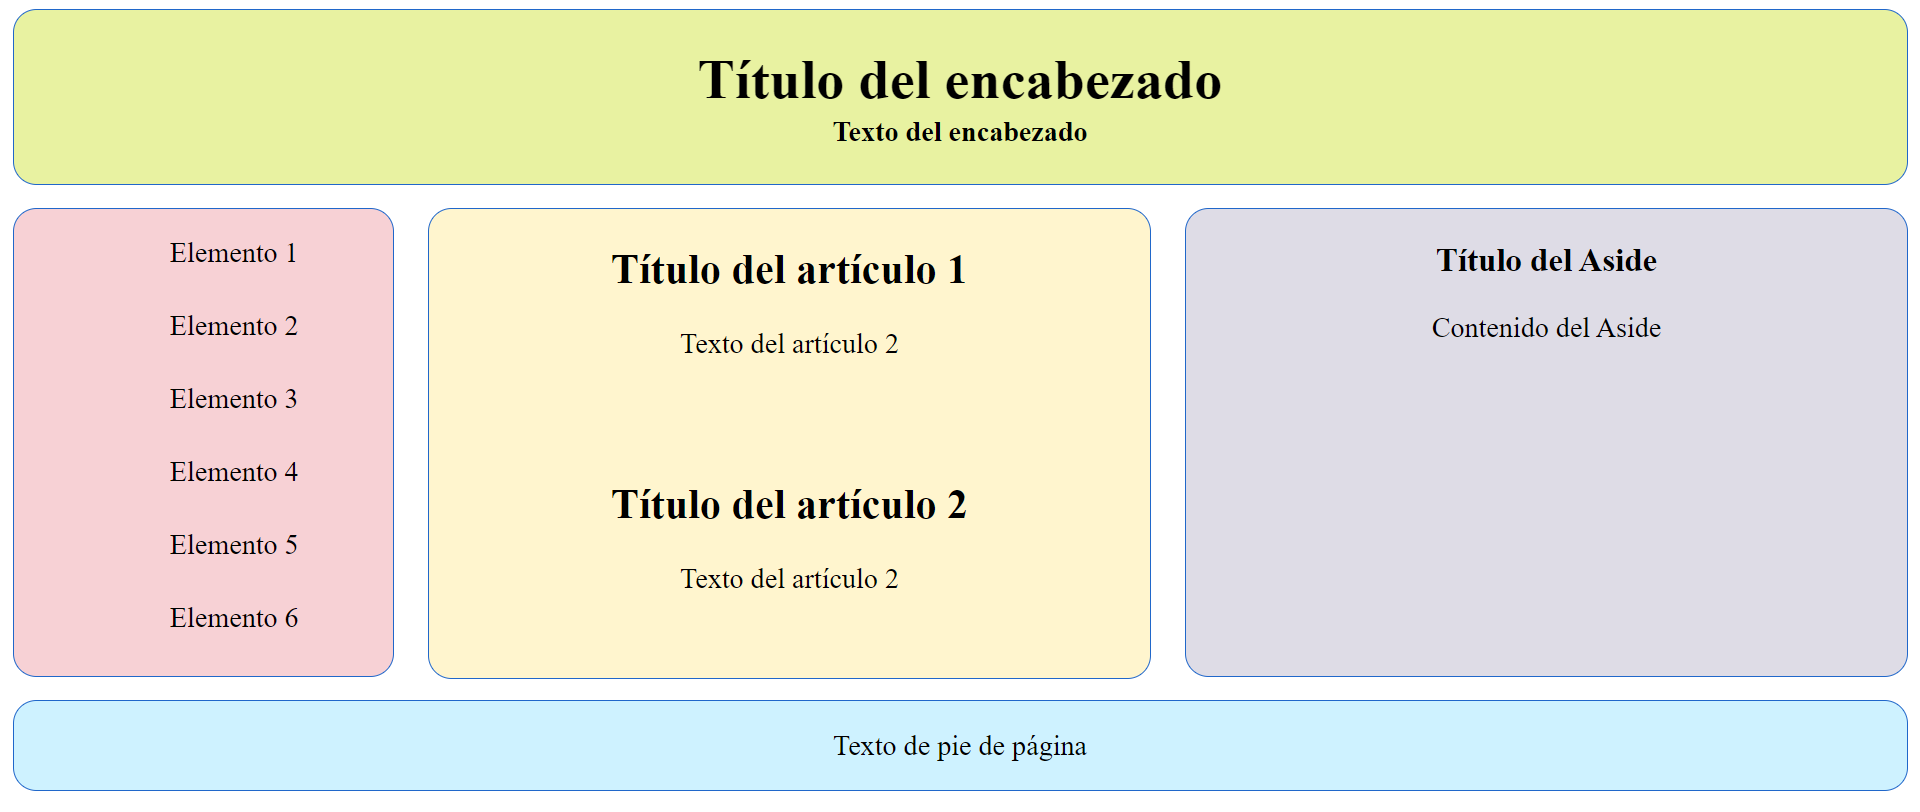 Título del encabezado
Texto del encabezado
Elemento 1
Elemento 2
Elemento 3
Elemento 4
Elemento 5
Elemento 6
Título del artículo 1
Texto del artículo 2
Título del artículo 2
Texto del artículo 2
Título del Aside
Contenido del Aside
Texto de pie de página